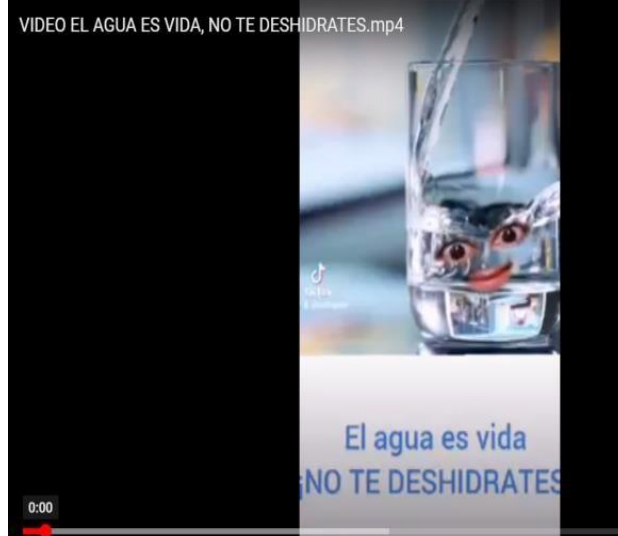 VIDEO EL AGUA ES VIDA, NO TE DESHIDRATES.mp4
El agua es vida
¡NO TE DESHIDRATES
0:00